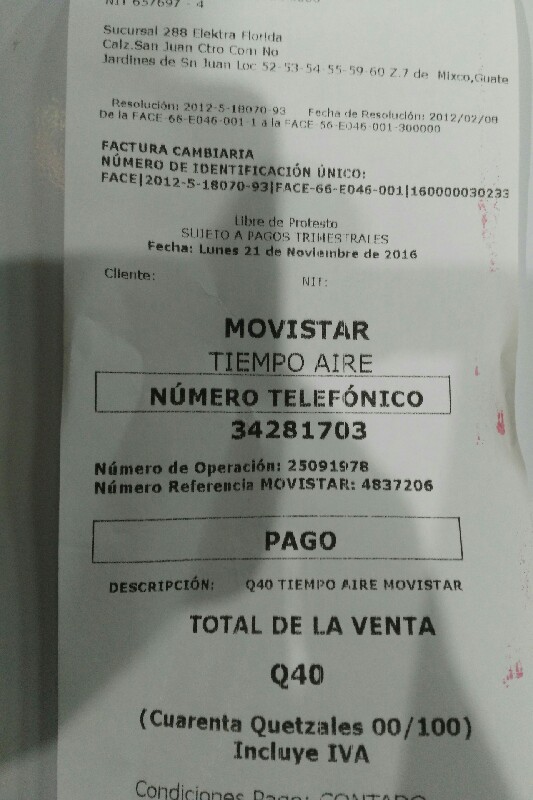 NIT 657697 - 4
Sucursal 288 Elektra Florida
Calz.San Juan Ctro Com No
Jardines de Sn Juan Loc 52-53-54-55-59-60 Z.7 de Mixco,Guate
Resolución: 2012-5-18070-93 Fecha de Resolución: 2012/02/08
De la FACE-66-E046-001-1 a la FACE-56-E046-001-300000
FACTURA CAMBIARIA
NÚMERO DE IDENTIFICACIÓN ÚNICO:
FACE|2012-5-18070-93|FACE-66-E046-001|160000030233
Libre de Protesto
SUJETO A PAGOS TRIMESTRALES
Fecha: Lunes 21 de Noviembre de 2016
Cliente: NIT:
MOVISTAR
TIEMPO AIRE
NÚMERO TELEFÓNICO
34281703
Número de Operación: 25091978
Número Referencia MOVISTAR: 4837206
PAGO
DESCRIPCIÓN: Q40 TIEMPO AIRE MOVISTAR
TOTAL DE LA VENTA
Q40
(Cuarenta Quetzales 00/100)
Incluye IVA
Condiciones Pago: CONTADO